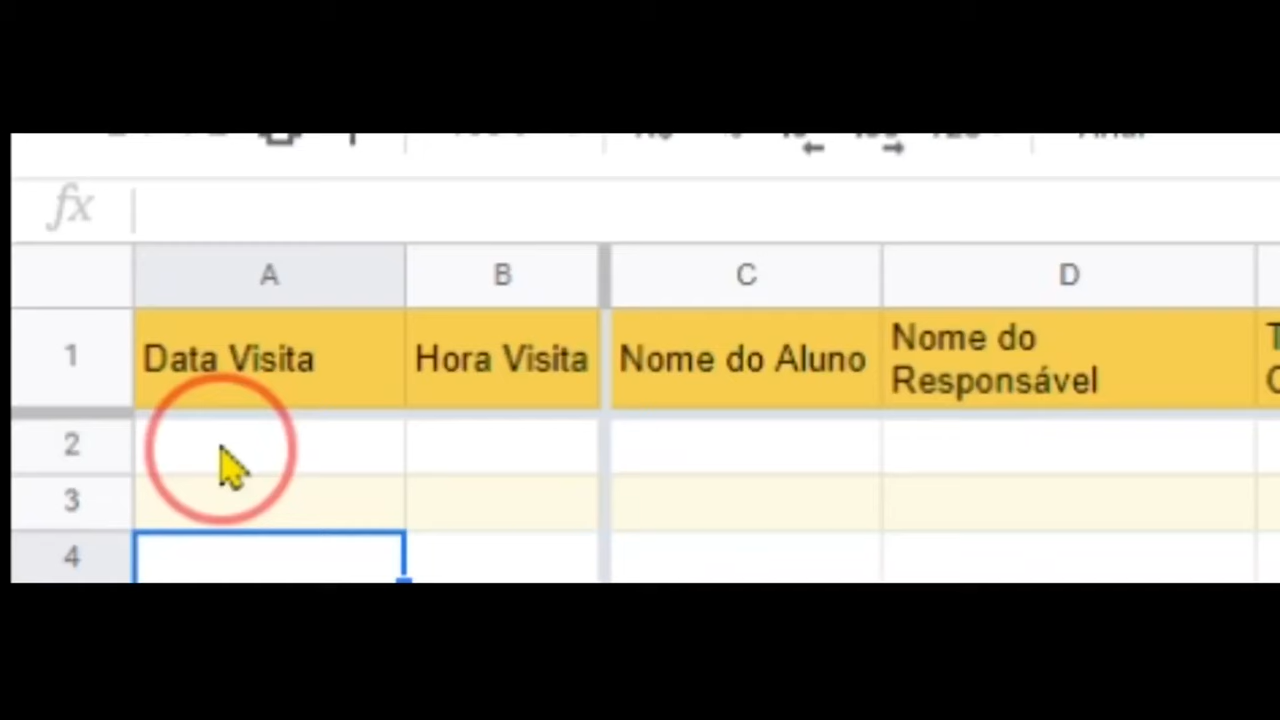 fx
A B C D
1 Data Visita Hora Visita Nome do Aluno Nome do
Responsável
2
3
4